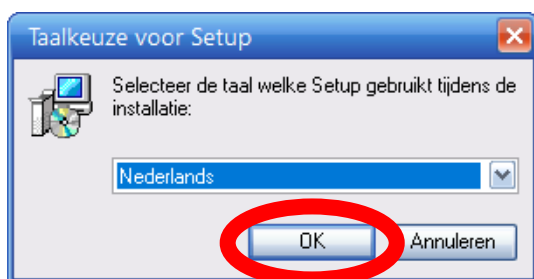 Taalkeuze voor Setup
Selecteer de taal welke Setup gebruikt tijdens de
installatie:
Nederlands
OK
Annuleren